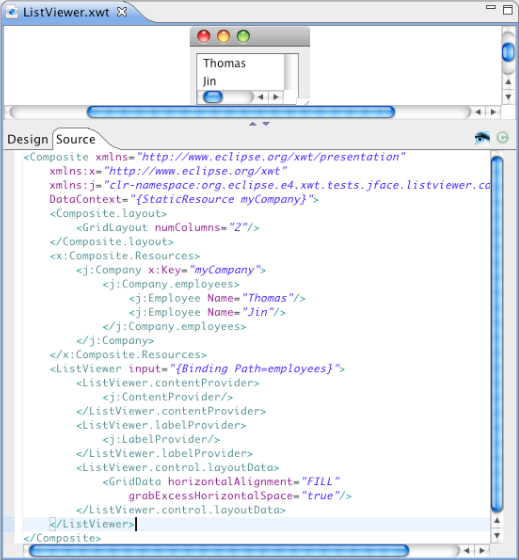 ListViewer.xwt
Thomas
Jin
Design Source
<Composite xmlns="http://www.eclipse.org/xwt/presentation"
xmlns:x="http://www.eclipse.org/xwt"
xmlns:j="clr-namespace:org.eclipse.e4.xwt.tests.jface.listviewer.co
DataContext="{StaticResource myCompany}">
<Composite.layout>
<GridLayout numColumns="2"/>
</Composite.layout>
<x:Composite.Resources>
<j:Company x:Key="myCompany">
<j:Company.employees>
<j:Employee Name="Thomas"/>
<j:Employee Name="Jin"/>
</j:Company.employees>
</j:Company>
</x:Composite.Resources>
<ListViewer input="{Binding Path=employees}">
<ListViewer.contentProvider>
<j:ContentProvider/>
</ListViewer.contentProvider>
<ListViewer.labelProvider>
<j:LabelProvider/>
</ListViewer.labelProvider>
<ListViewer.control.layoutData>
<GridData horizontalAlignment="FILL"
grabExcessHorizontalSpace="true"/>
</ListViewer.control.layoutData>
</ListViewer>
</Composite>